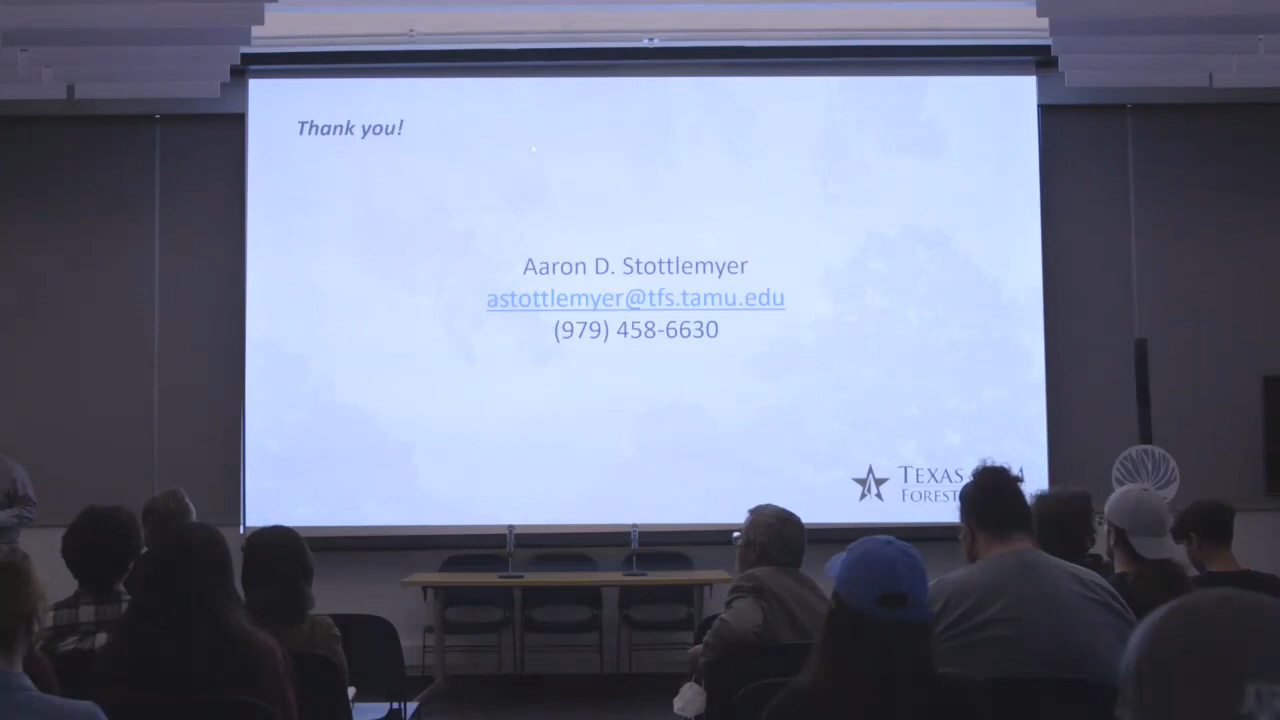 Thank you!
Aaron D. Stottlemyer
astottlemyer@tfs.tamu.edu
(979) 458-6630
TEXAS
FOREST